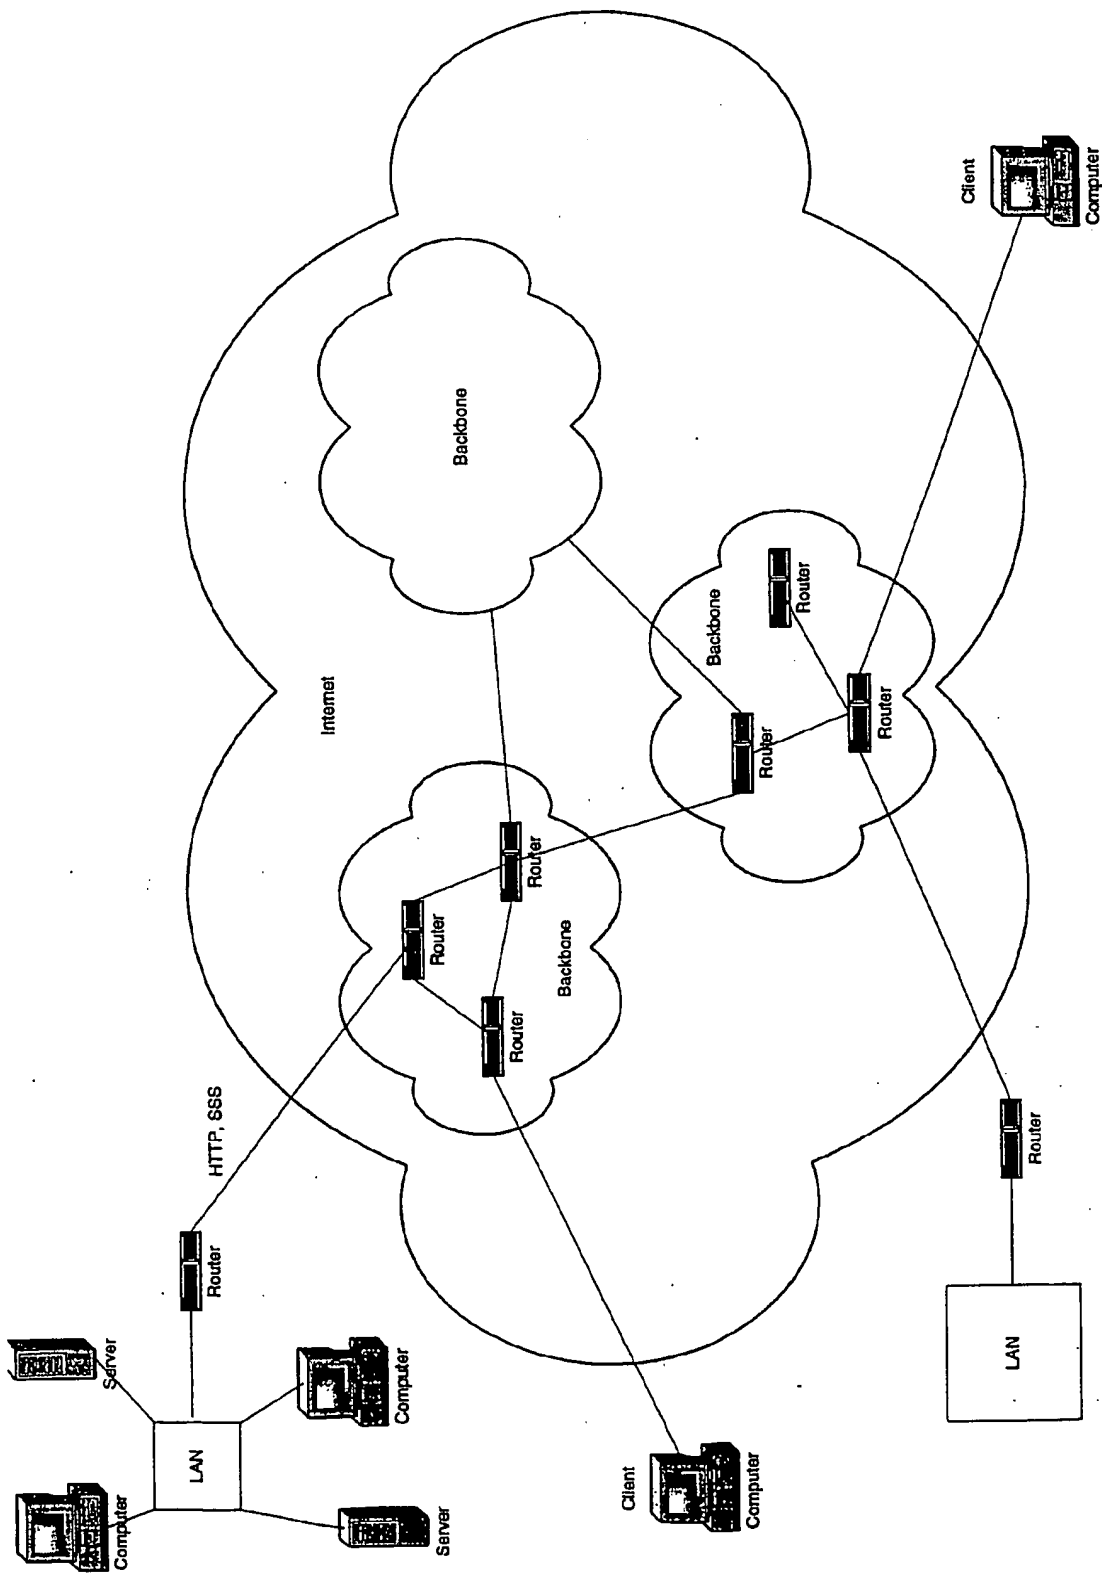 Computer
Server
LAN
Router
HTTP, SSS
Internet
Computer
Server
Router
Backbone
Router
Router
Backbone
Client
Backbone
Computer
Router
Router
Router
Client
LAN
Router
Computer